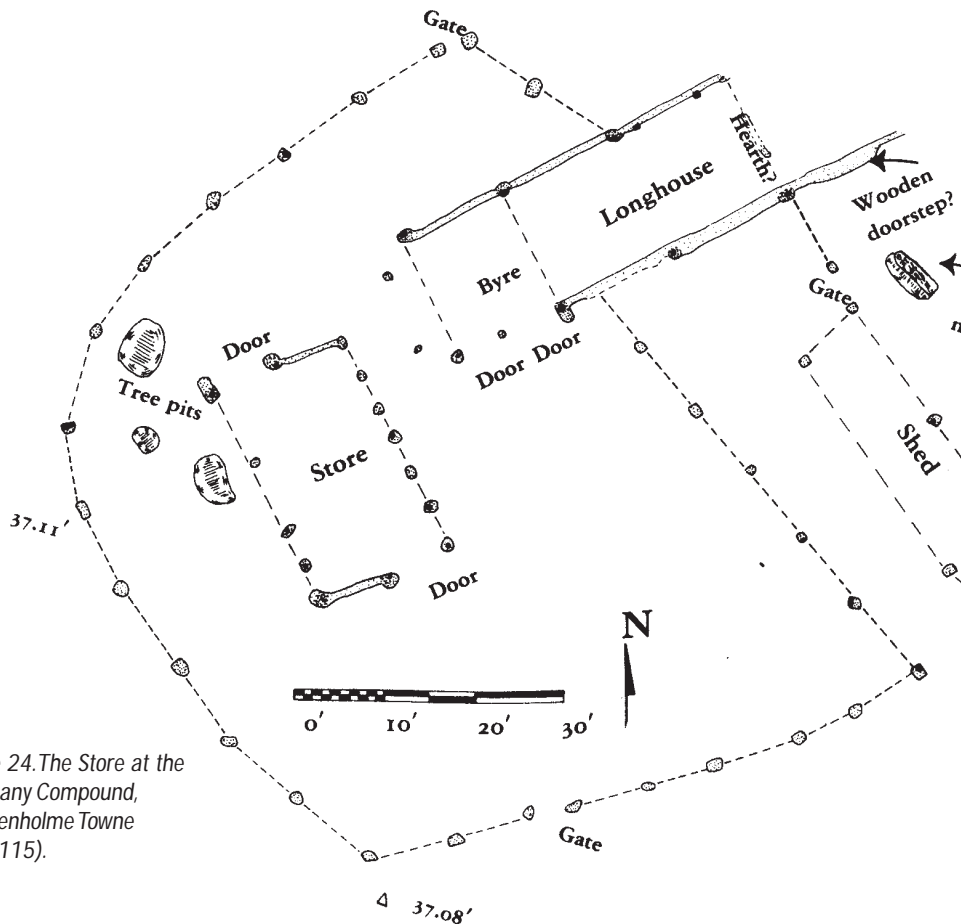 Gate
Hearth?
Longhouse
Wooden
doorstep?
Byre
Gate
Door
Door Door
Tree pits
Store
Shed
37.11'
Door
N
0' 10' 20' 30'
24. The Store at the
any Compound,
enholme Towne
115).
Gate
Δ 37.08'